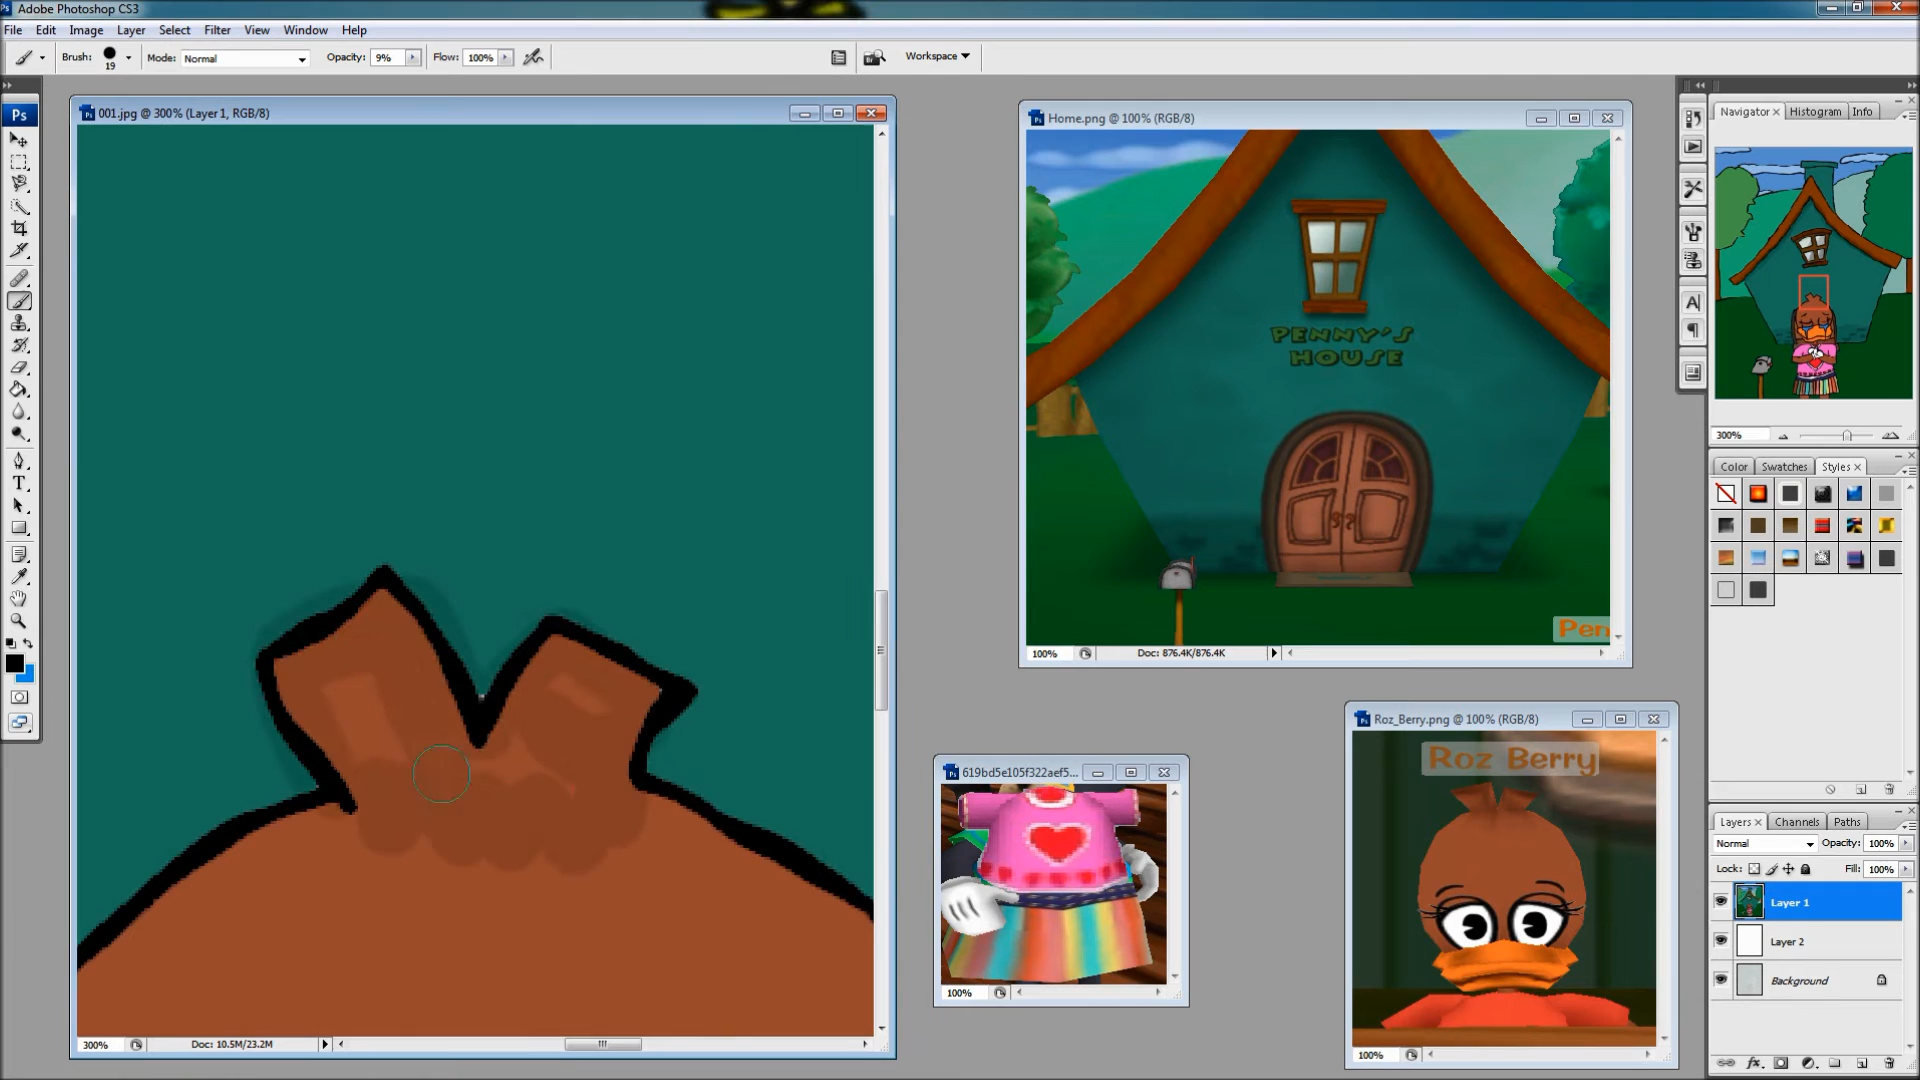 Adobe Photoshop CS3
File Edit Image Layer Select Filter View Window Help
Brush: 19 Mode: Normal Opacity: 9% Flow: 100% Workspace
001.jpg @ 300% (Layer 1, RGB/8)
Home.png @ 100% (RGB/8)
PENNY'S
HOUSE
Pen
100% Doc: 876.4K/876.4K
Navigator Histogram Info
300%
Color Swatches Styles
Roz_Berry.png @ 100% (RGB/8)
Roz Berry
619bd5e105f322aef5...
100%
100%
300% Doc: 10.5M/23.2M
Layers Channels Paths
Normal Opacity: 100%
Lock: Fill: 100%
Layer 1
Layer 2
Background
Ps
T
A